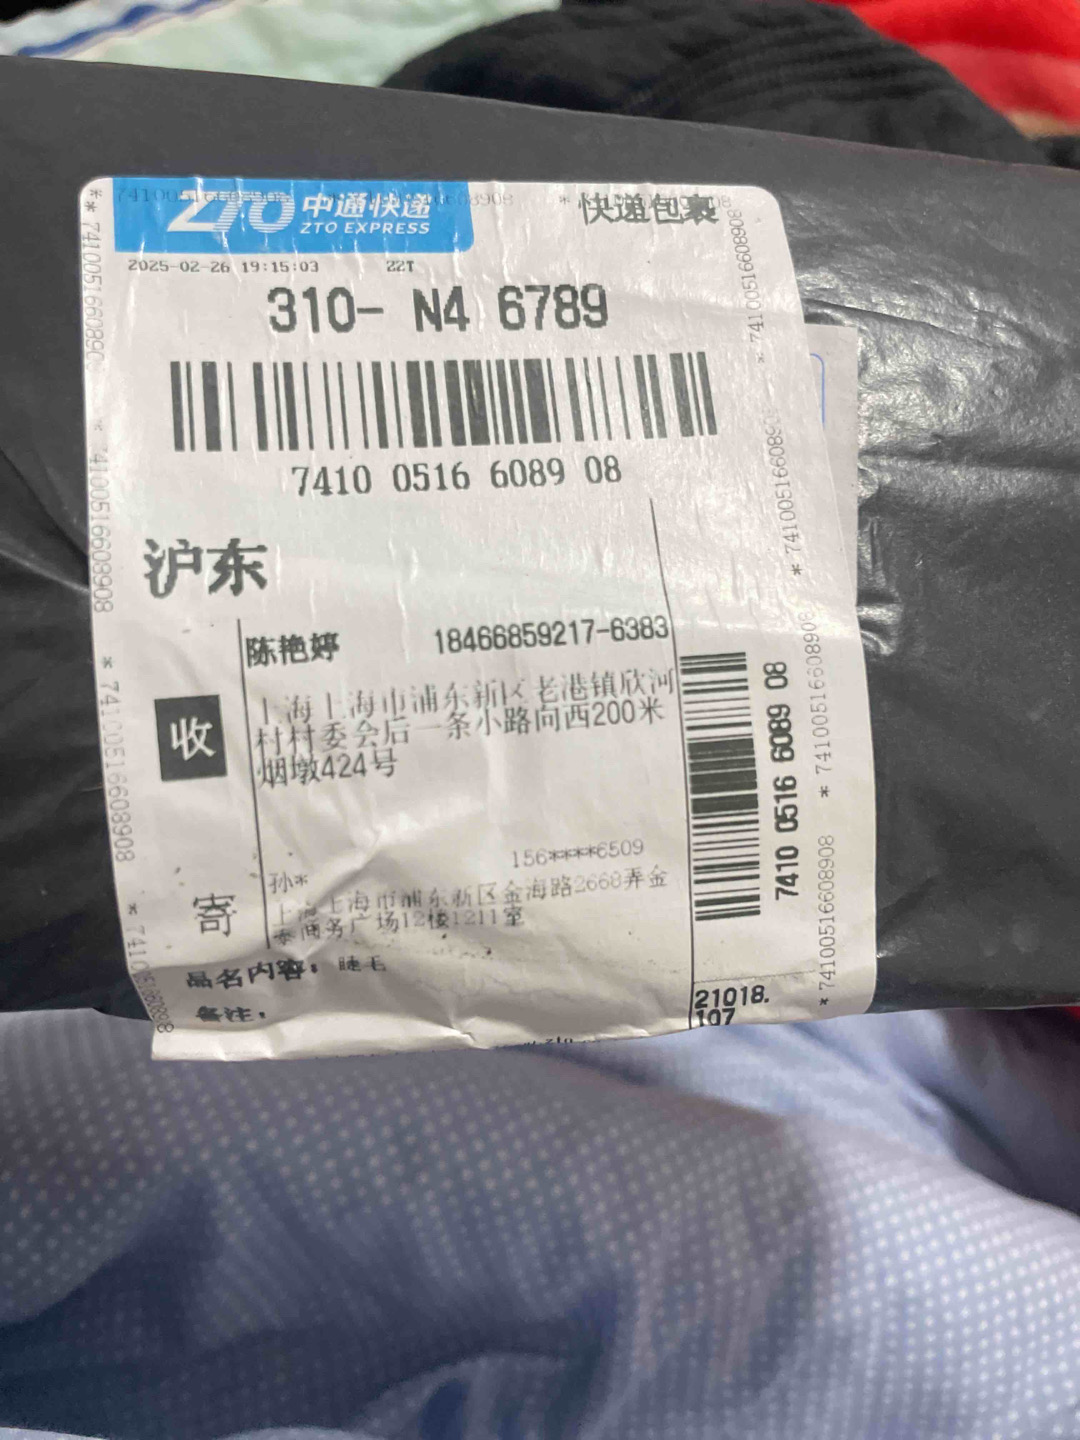 ZTO 中通快递
ZTO EXPRESS
快递包裹
2025-02-26 19:15:03 22T
310- N4 6789
7410 0516 6089 08
沪东
陈艳婷 18466859217-6383
收
上海上海市浦东新区老港镇欣河
村村委会后一条小路向西200米
烟墩424号
156****6509
孙*
寄
上海上海市浦东新区金海路2668弄金
泰商务广场12楼1211室
品名内容：睫毛
备注：
7410 0516 6089 08
21018.
107
* 74100516608908
* 74100516608908
* 74100516608908
* 74100516608908